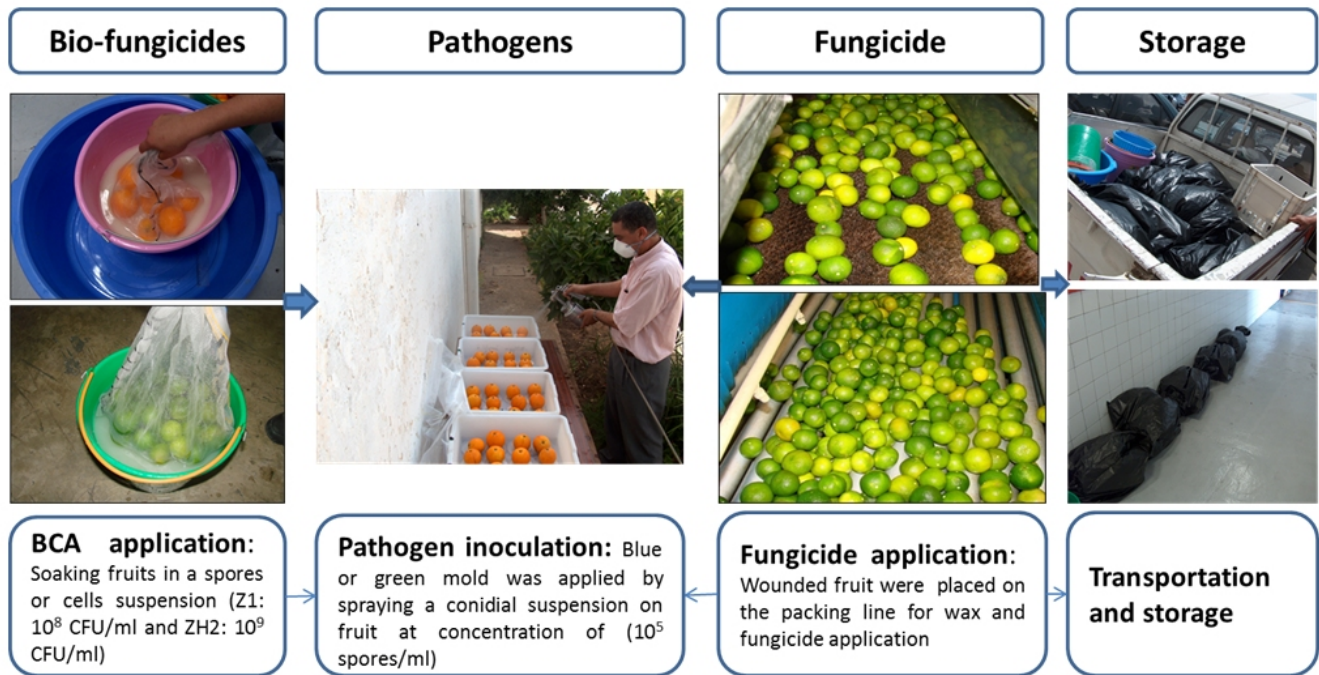 Bio-fungicides
Pathogens
Fungicide
Storage
BCA application:
Soaking fruits in a spores
or cells suspension (Z1:
10⁸ CFU/ml and ZH2: 10⁹
CFU/ml)
Pathogen inoculation: Blue
or green mold was applied by
spraying a conidial suspension on
fruit at concentration of (10⁵
spores/ml)
Fungicide application:
Wounded fruit were placed on
the packing line for wax and
fungicide application
Transportation
and storage